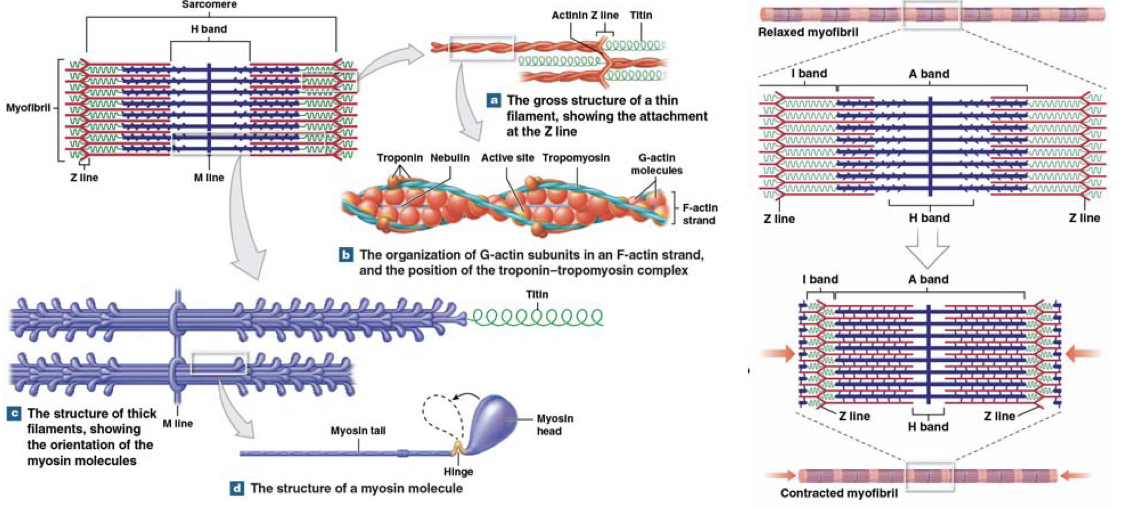 Sarcomere
H band
Myofibril
Z line
M line
Actinin Z line Titin
a The gross structure of a thin
filament, showing the attachment
at the Z line
Troponin Nebulin Active site Tropomyosin G-actin
molecules
F-actin
strand
b The organization of G-actin subunits in an F-actin strand,
and the position of the troponin–tropomyosin complex
Titin
c The structure of thick
filaments, showing
the orientation of the
myosin molecules
M line
Myosin tail
Myosin
head
Hinge
d The structure of a myosin molecule
Relaxed myofibril
I band A band
Z line Z line
H band
I band A band
Z line Z line
H band
Contracted myofibril